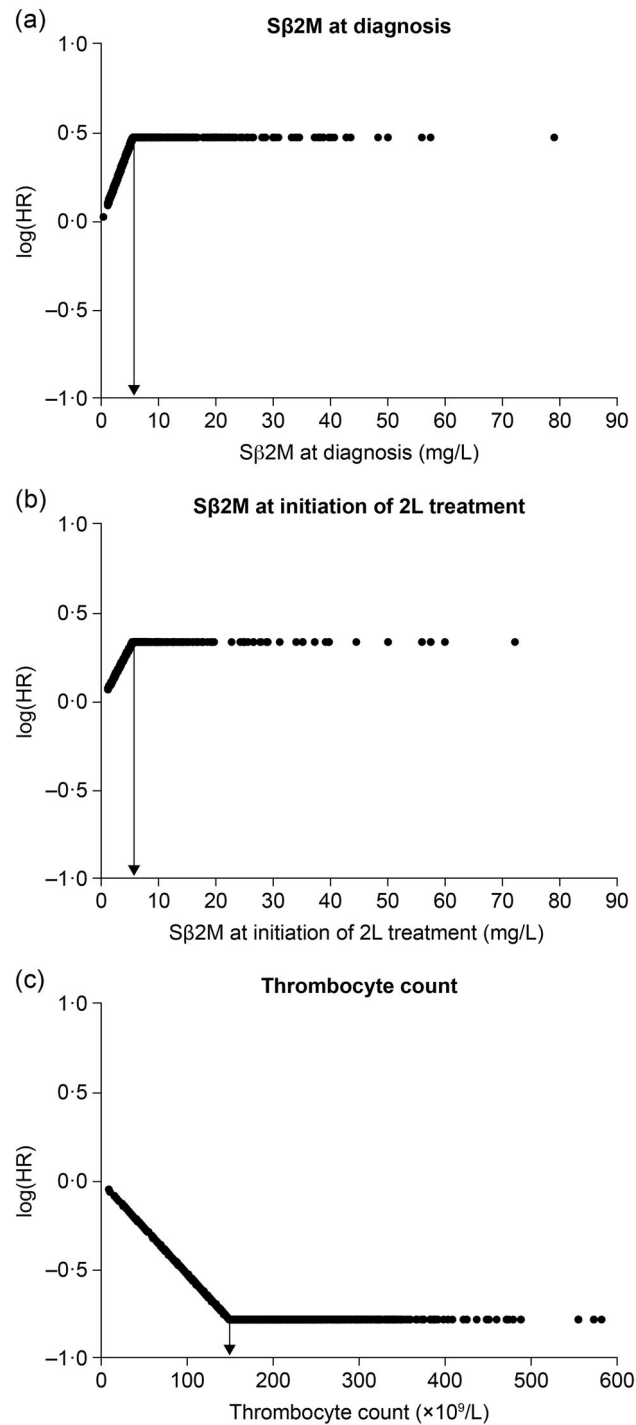 (a)
Sβ2M at diagnosis
1·0
0·5
0·0
–0·5
–1·0
log(HR)
0 10 20 30 40 50 60 70 80 90
Sβ2M at diagnosis (mg/L)
(b)
Sβ2M at initiation of 2L treatment
1·0
0·5
0·0
–0·5
–1·0
log(HR)
0 10 20 30 40 50 60 70 80 90
Sβ2M at initiation of 2L treatment (mg/L)
(c)
Thrombocyte count
1·0
0·5
0·0
–0·5
–1·0
log(HR)
0 100 200 300 400 500 600
Thrombocyte count (×10⁹/L)